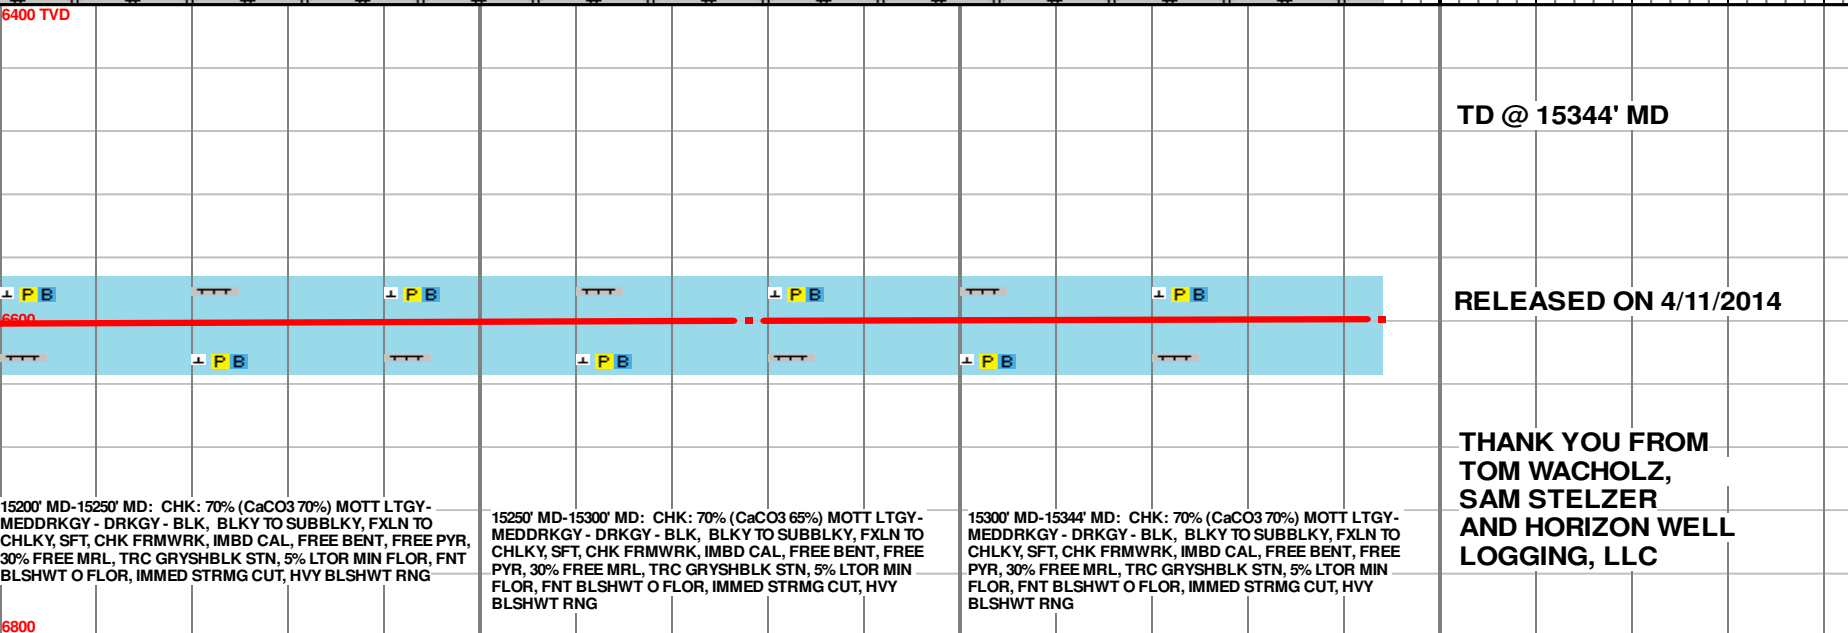 6400 TVD
TD @ 15344' MD
P B
P B
P B
P B
6600
RELEASED ON 4/11/2014
P B
P B
P B
THANK YOU FROM
TOM WACHOLZ,
SAM STELZER
AND HORIZON WELL
LOGGING, LLC
15200' MD-15250' MD: CHK: 70% (CaCO3 70%) MOTT LTGY-
MEDDRKGY - DRKGY - BLK, BLKY TO SUBBLKY, FXLN TO
CHLKY, SFT, CHK FRMWRK, IMBD CAL, FREE BENT, FREE PYR,
30% FREE MRL, TRC GRYSHBLK STN, 5% LTOR MIN FLOR, FNT
BLSHWT O FLOR, IMMED STRMG CUT, HVY BLSHWT RNG
15250' MD-15300' MD: CHK: 70% (CaCO3 65%) MOTT LTGY-
MEDDRKGY - DRKGY - BLK, BLKY TO SUBBLKY, FXLN TO
CHLKY, SFT, CHK FRMWRK, IMBD CAL, FREE BENT, FREE
PYR, 30% FREE MRL, TRC GRYSHBLK STN, 5% LTOR MIN
FLOR, FNT BLSHWT O FLOR, IMMED STRMG CUT, HVY
BLSHWT RNG
15300' MD-15344' MD: CHK: 70% (CaCO3 70%) MOTT LTGY-
MEDDRKGY - DRKGY - BLK, BLKY TO SUBBLKY, FXLN TO
CHLKY, SFT, CHK FRMWRK, IMBD CAL, FREE BENT, FREE
PYR, 30% FREE MRL, TRC GRYSHBLK STN, 5% LTOR MIN
FLOR, FNT BLSHWT O FLOR, IMMED STRMG CUT, HVY
BLSHWT RNG
6800